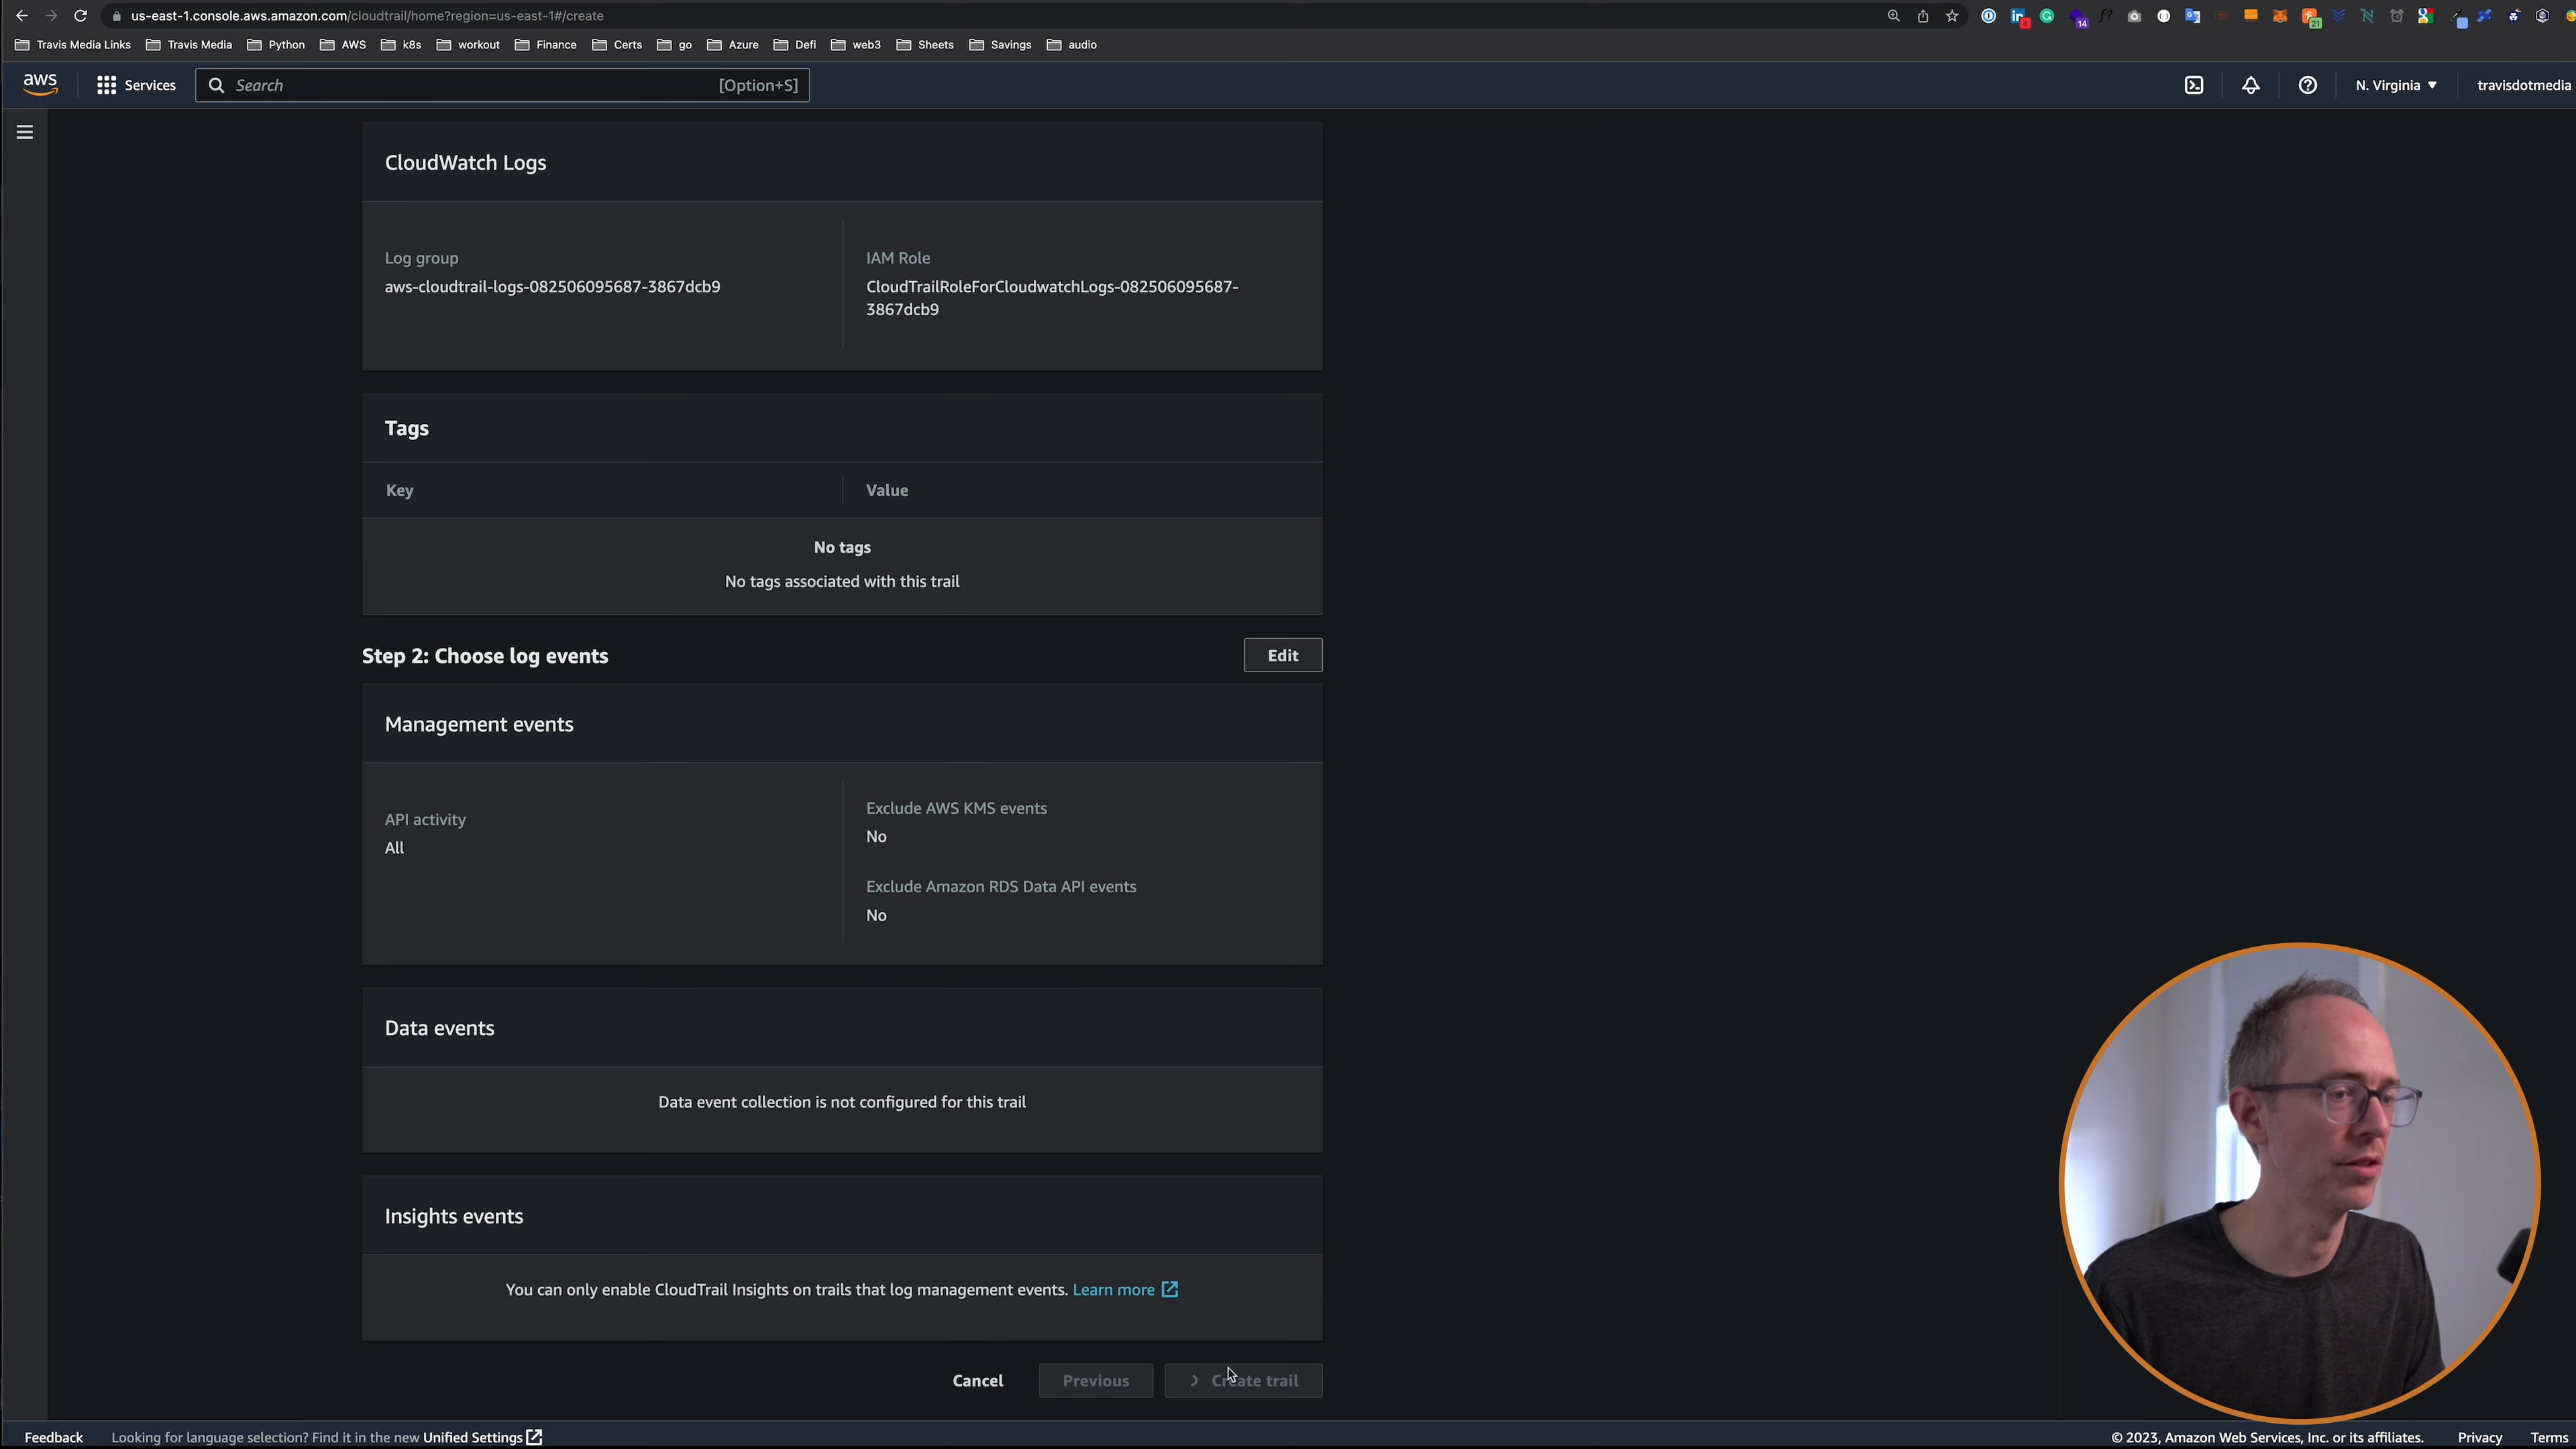 us-east-1.console.aws.amazon.com/cloudtrail/home?region=us-east-1#/create
4
14
21
Travis Media Links
Travis Media
Python
AWS
k8s
workout
Finance
Certs
go
Azure
Defi
web3
Sheets
Savings
audio
aws
Services
Search
[Option+S]
N. Virginia
travisdotmedia
CloudWatch Logs
Log group
aws-cloudtrail-logs-082506095687-3867dcb9
IAM Role
CloudTrailRoleForCloudwatchLogs-082506095687-
3867dcb9
Tags
Key
Value
No tags
No tags associated with this trail
Step 2: Choose log events
Edit
Management events
API activity
All
Exclude AWS KMS events
No
Exclude Amazon RDS Data API events
No
Data events
Data event collection is not configured for this trail
Insights events
You can only enable CloudTrail Insights on trails that log management events. Learn more
Cancel
Previous
Create trail
Feedback
Looking for language selection? Find it in the new Unified Settings
© 2023, Amazon Web Services, Inc. or its affiliates.
Privacy
Terms